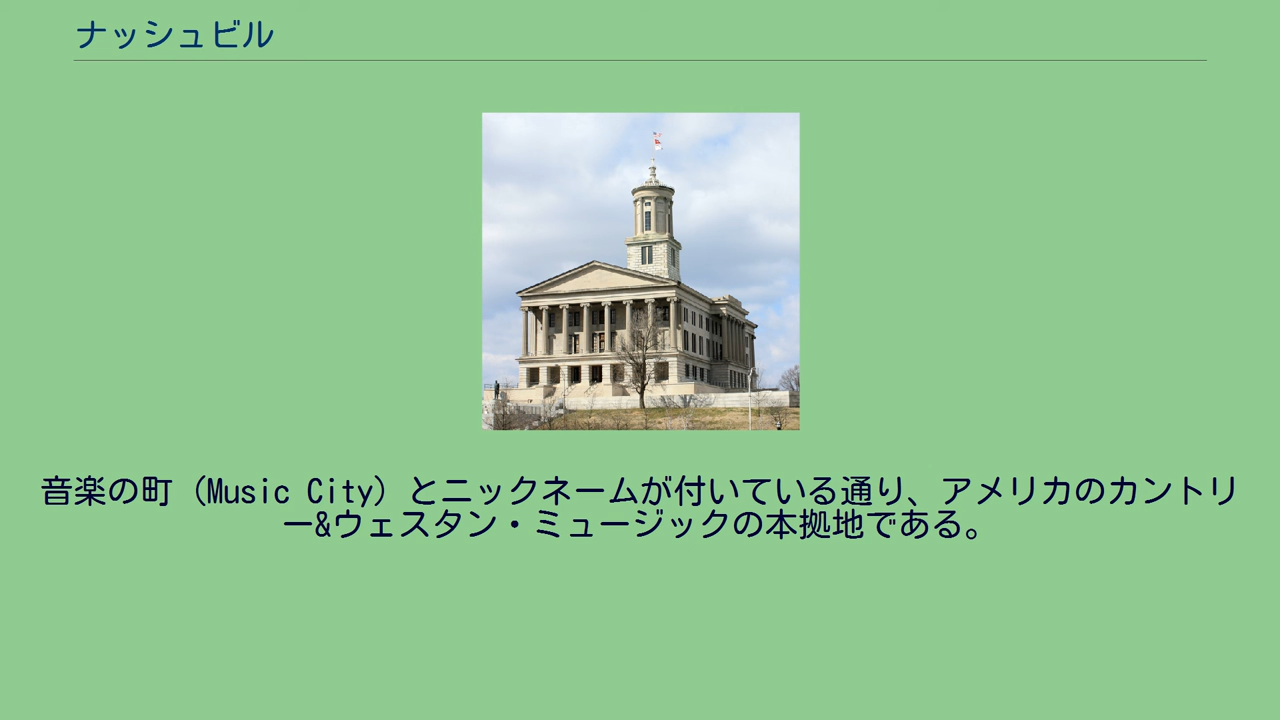 ナッシュビル
音楽の町（Music City）とニックネームが付いている通り、アメリカのカントリ
ー&ウェスタン・ミュージックの本拠地である。